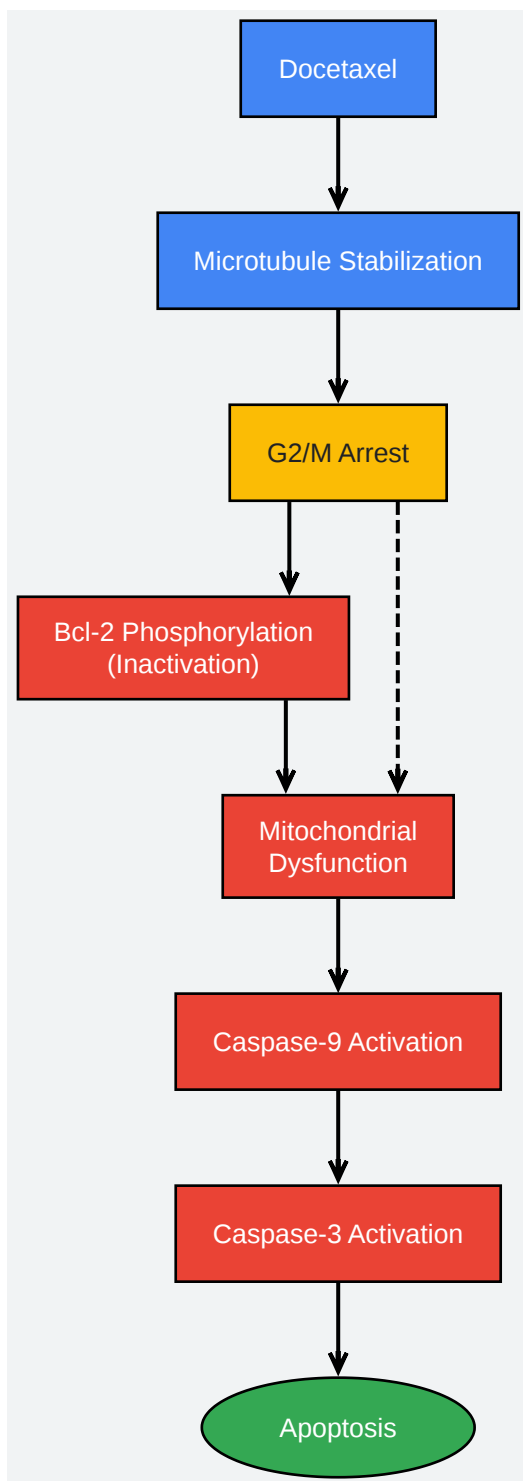 Docetaxel
Microtubule Stabilization
G2/M Arrest
Bcl-2 Phosphorylation
(Inactivation)
Mitochondrial
Dysfunction
Caspase-9 Activation
Caspase-3 Activation
Apoptosis